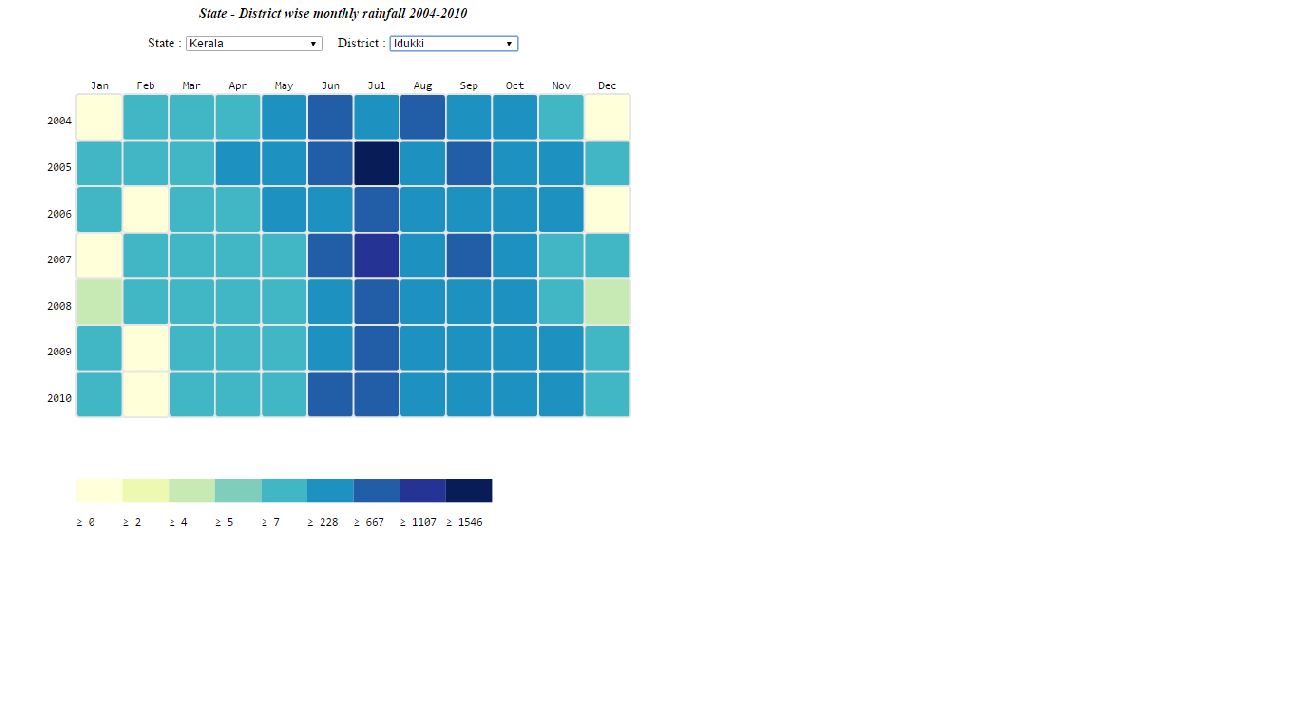 State - District wise monthly rainfall 2004-2010
State : Kerala District : Idukki
Jan Feb Mar Apr May Jun Jul Aug Sep Oct Nov Dec
2004
2005
2006
2007
2008
2009
2010
≥ 0 ≥ 2 ≥ 4 ≥ 5 ≥ 7 ≥ 228 ≥ 667 ≥ 1107 ≥ 1546